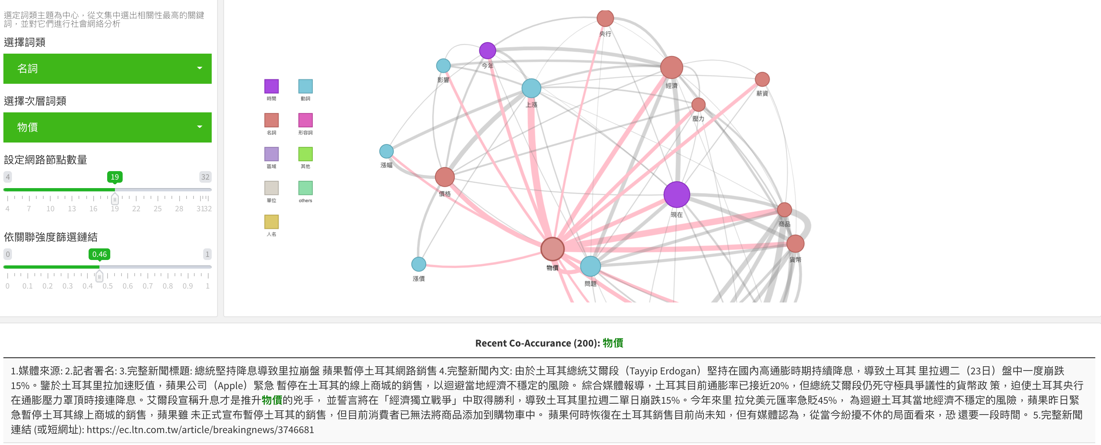 選定詞類主題為中心，從文集中選出相關性最高的關鍵
詞，並對它們進行社會網絡分析
選擇詞類
名詞
選擇次層詞類
物價
設定網路節點數量
4
19
32
4 7 10 13 16 19 22 25 28 31 32
依關聯強度篩選鏈結
0
0.46
1
0 0.1 0.2 0.3 0.4 0.5 0.5 0.6 0.7 0.8 0.9 1
時間 動詞
名詞 形容詞
區域 其他
單位 others
人名
央行
今年
影響
經濟
薪資
上漲
壓力
漲幅
價格
現在
商品
貨幣
物價
問題
漲價
Recent Co-Accurance (200): 物價
1.媒體來源: 2.記者署名: 3.完整新聞標題: 總統堅持降息導致里拉崩盤 蘋果暫停土耳其網路銷售 4.完整新聞內文: 由於土耳其總統艾爾段（Tayyip Erdogan）堅持在國內高通膨時期持續降息，導致土耳其 里拉週二（23日）盤中一度崩跌
15%。鑒於土耳其里拉加速貶值，蘋果公司（Apple）緊急 暫停在土耳其的線上商城的銷售，以迴避當地經濟不穩定的風險。 綜合媒體報導，土耳其目前通膨率已接近20%，但總統艾爾段仍死守極具爭議性的貨幣政 策，迫使土耳其央行
在通膨壓力罩頂時接連降息。艾爾段宣稱升息才是推升物價的兇手， 並誓言將在「經濟獨立戰爭」中取得勝利，導致土耳其里拉週二單日崩跌15%。今年來里 拉兌美元匯率急貶45%， 為迴避土耳其當地經濟不穩定的風險，蘋果昨日緊
急暫停土耳其線上商城的銷售，蘋果雖 未正式宣布暫停土耳其的銷售，但目前消費者已無法將商品添加到購物車中。 蘋果何時恢復在土耳其銷售目前尚未知，但有媒體認為，從當今紛擾不休的局面看來，恐 還要一段時間。 5.完整新聞
連結 (或短網址): https://ec.ltn.com.tw/article/breakingnews/3746681